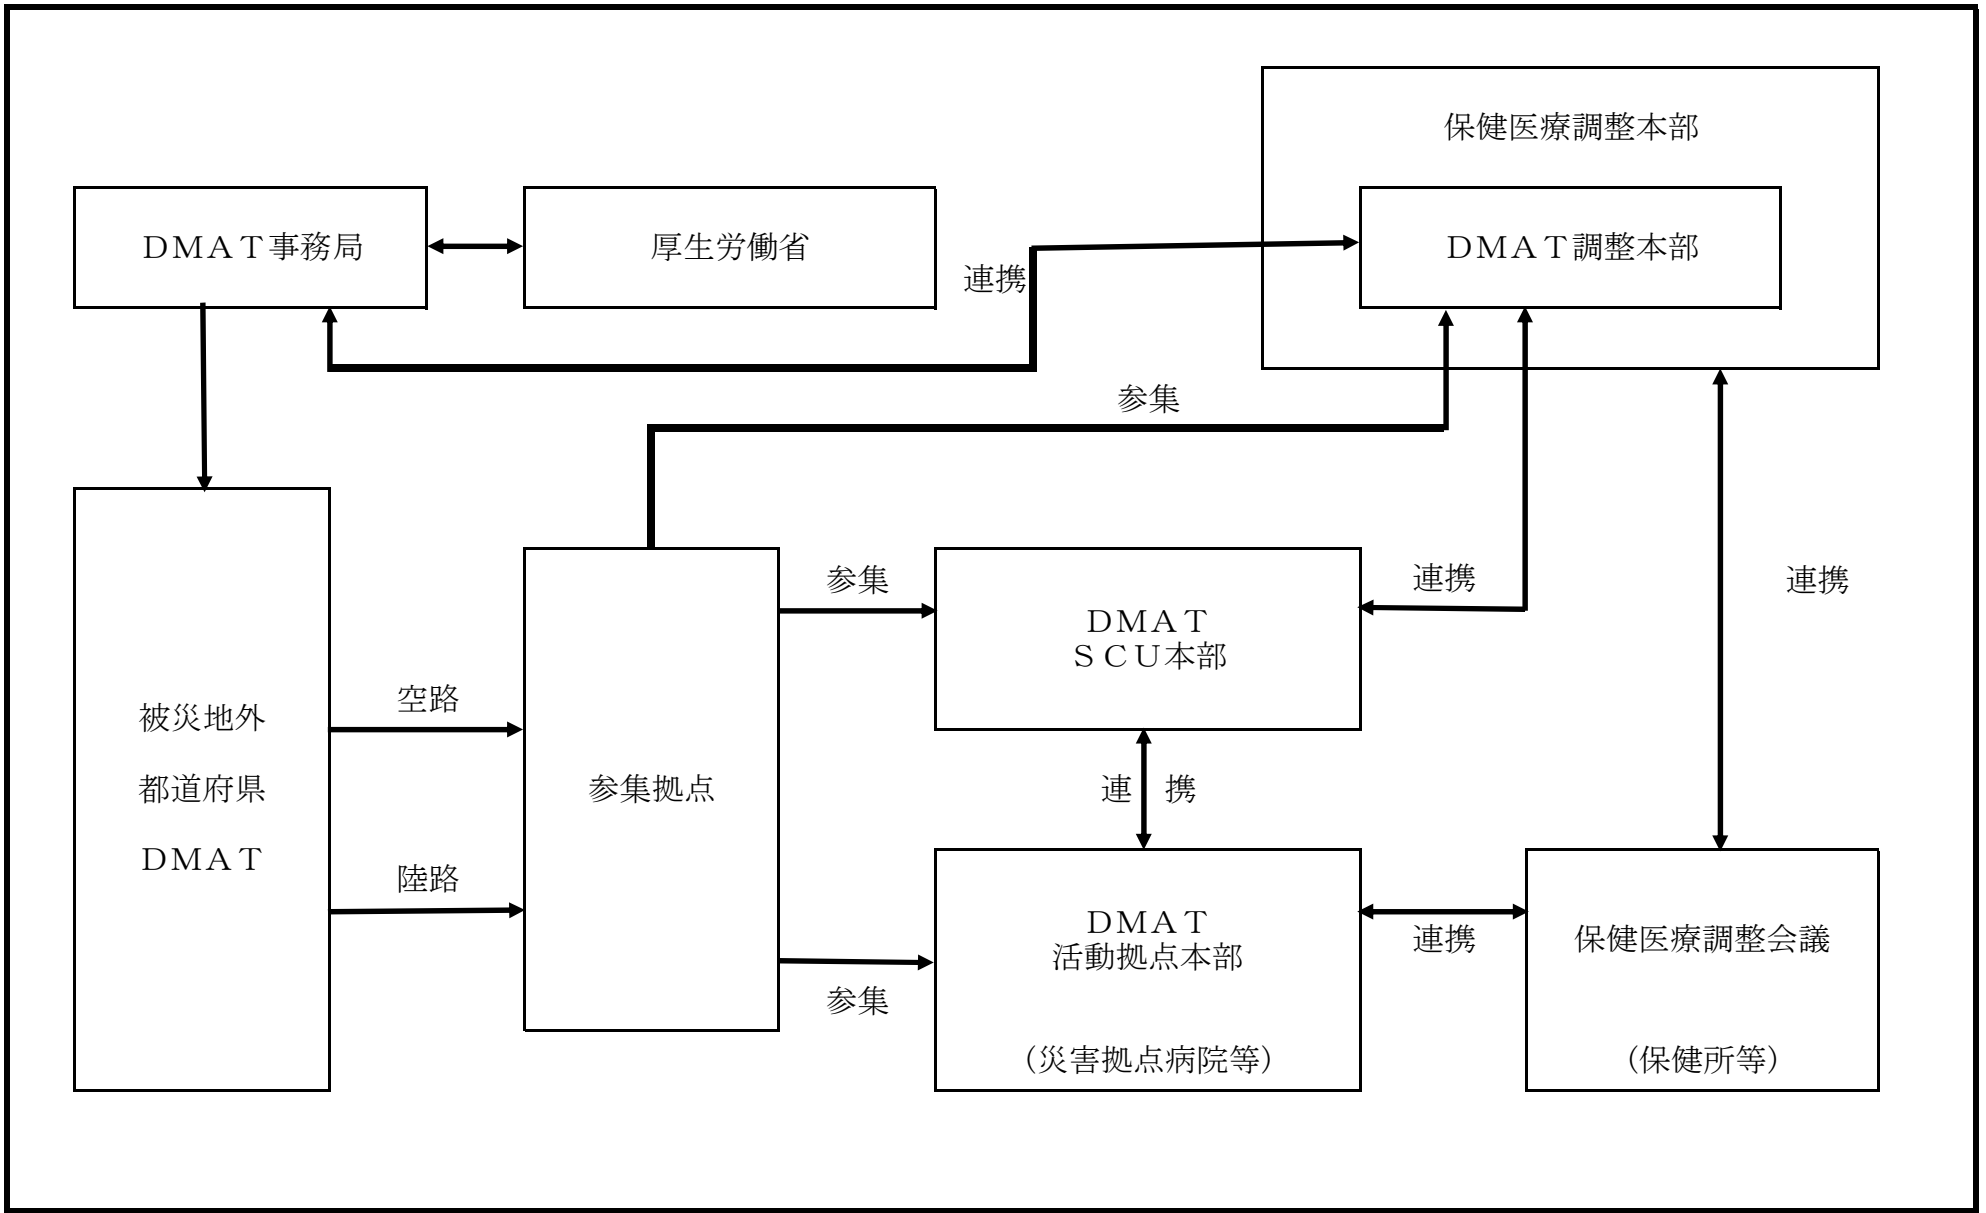 保健医療調整本部
ＤＭＡＴ事務局
厚生労働省
ＤＭＡＴ調整本部
連携
参集
参集
連携
連携
ＤＭＡＴ
ＳＣＵ本部
空路
被災地外
都道府県
ＤＭＡＴ
参集拠点
連　携
陸路
ＤＭＡＴ
活動拠点本部
（災害拠点病院等）
連携
保健医療調整会議
（保健所等）
参集